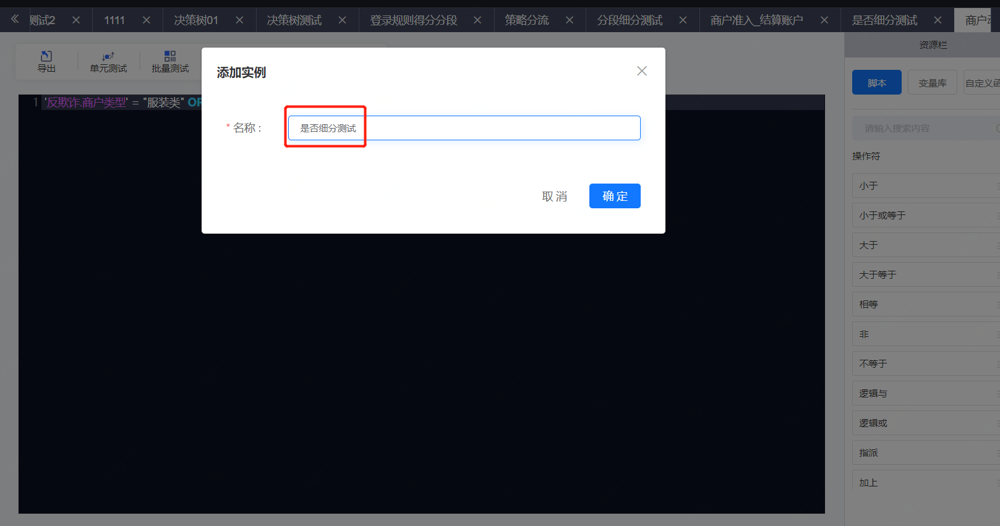 测试2
1111
决策树01
决策树测试
登录规则得分分段
策略分流
分段细分测试
商户准入_结算账户
是否细分测试
商户
导出
单元测试
批量测试
资源栏
脚本
变量库
自定义函
1 '反欺诈.商户类型' = "服装类" OR
添加实例
* 名称 :
是否细分测试
取 消
确 定
请输入搜索内容
操作符
小于
小于或等于
大于
大于等于
相等
非
不等于
逻辑与
逻辑或
指派
加上